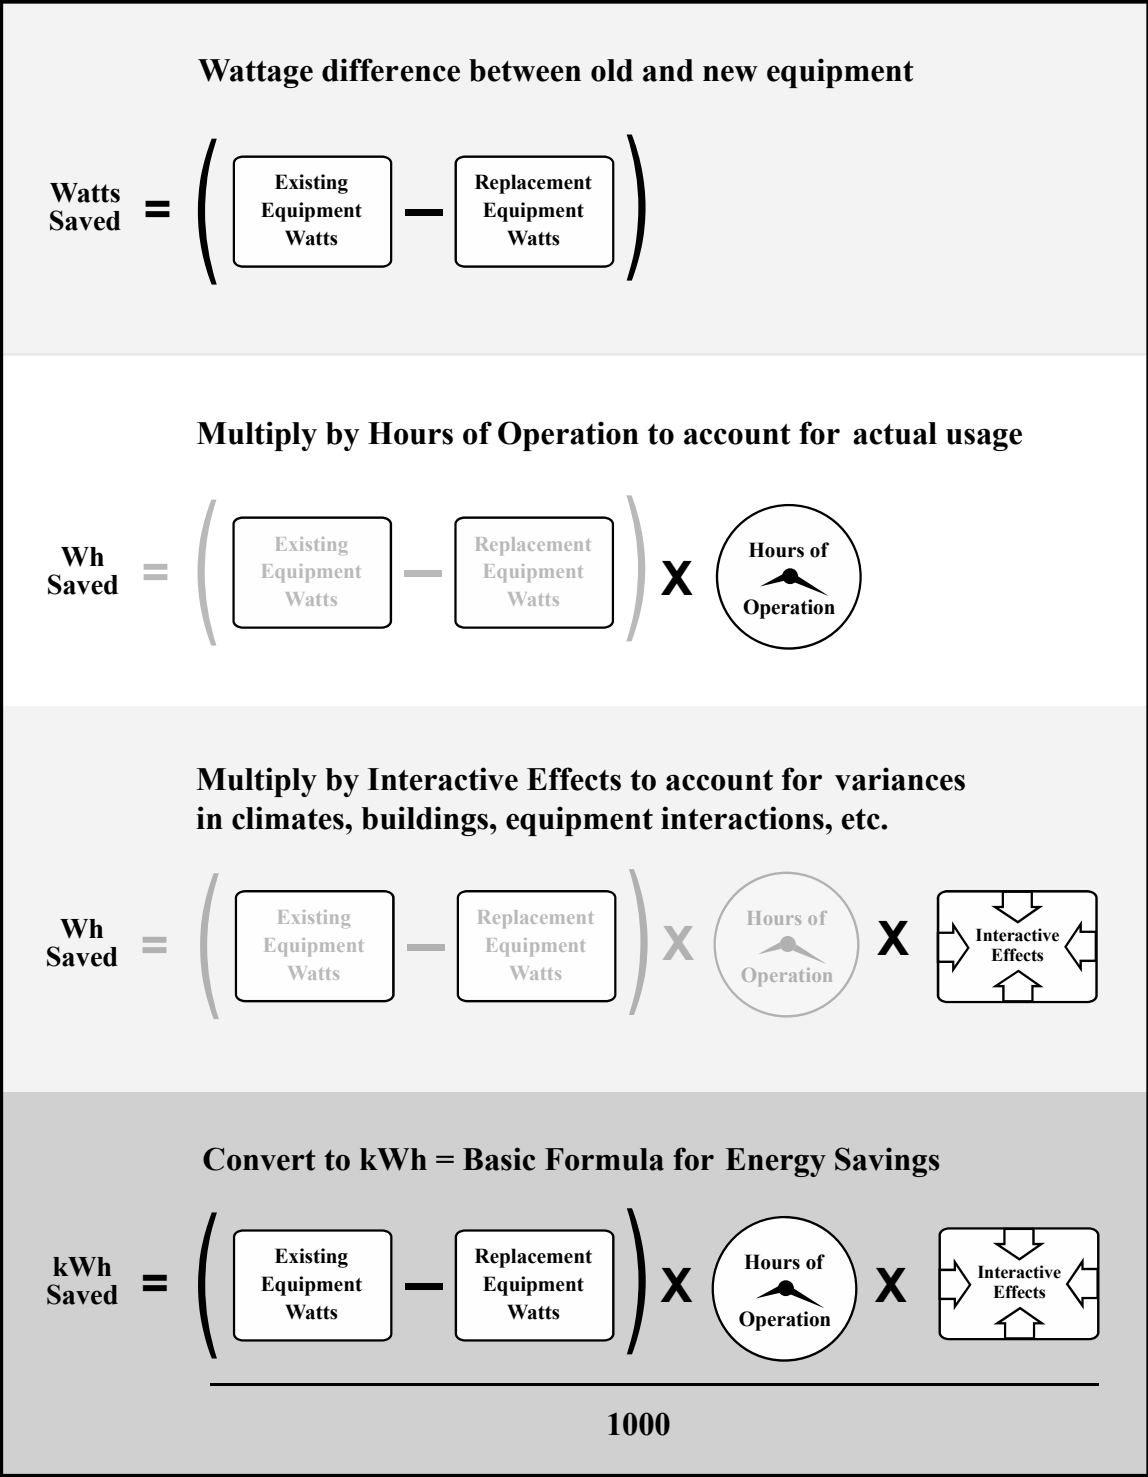 Wattage difference between old and new equipment
Watts
Saved
=
(
Existing
Equipment
Watts
—
Replacement
Equipment
Watts
)
Multiply by Hours of Operation to account for actual usage
Wh
Saved
=
(
Existing
Equipment
Watts
—
Replacement
Equipment
Watts
)
X
Hours of
Operation
Multiply by Interactive Effects to account for variances
in climates, buildings, equipment interactions, etc.
Wh
Saved
=
(
Existing
Equipment
Watts
—
Replacement
Equipment
Watts
)
X
Hours of
Operation
X
Interactive
Effects
Convert to kWh = Basic Formula for Energy Savings
kWh
Saved
=
(
Existing
Equipment
Watts
—
Replacement
Equipment
Watts
)
X
Hours of
Operation
X
Interactive
Effects
1000